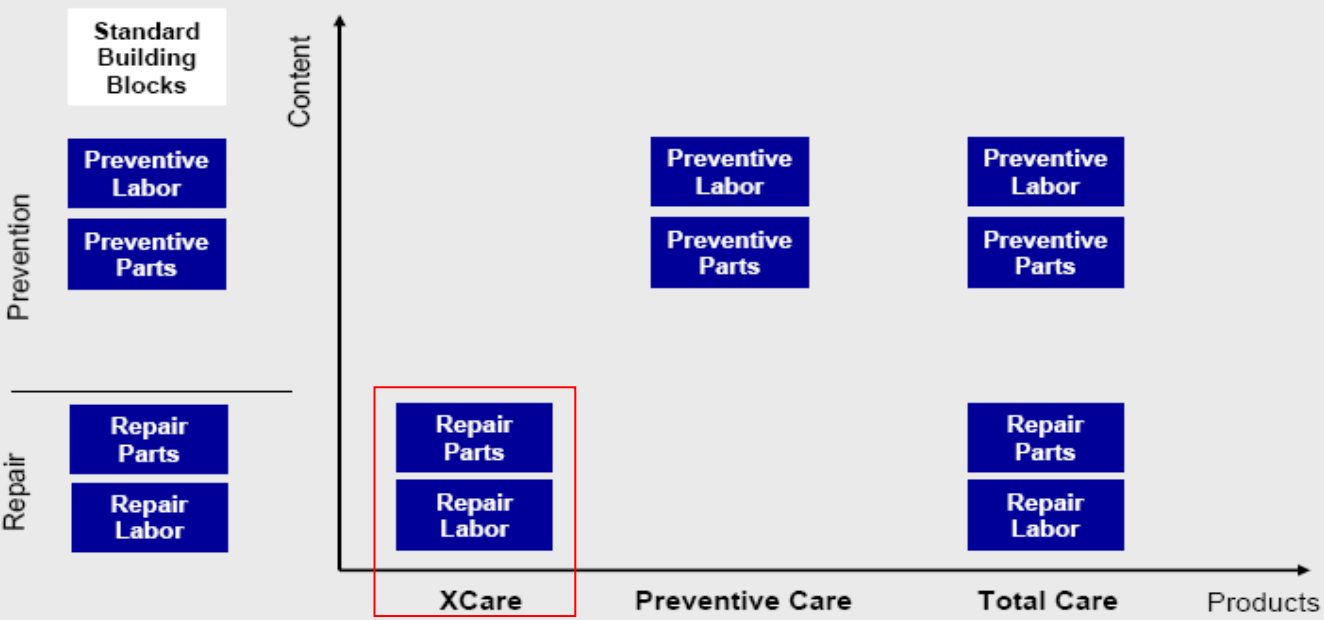 Standard
Building
Blocks
Content
Prevention
Preventive
Labor
Preventive
Parts
Preventive
Labor
Preventive
Parts
Preventive
Labor
Preventive
Parts
Repair
Repair
Parts
Repair
Labor
Repair
Parts
Repair
Labor
Repair
Parts
Repair
Labor
XCare
Preventive Care
Total Care
Products